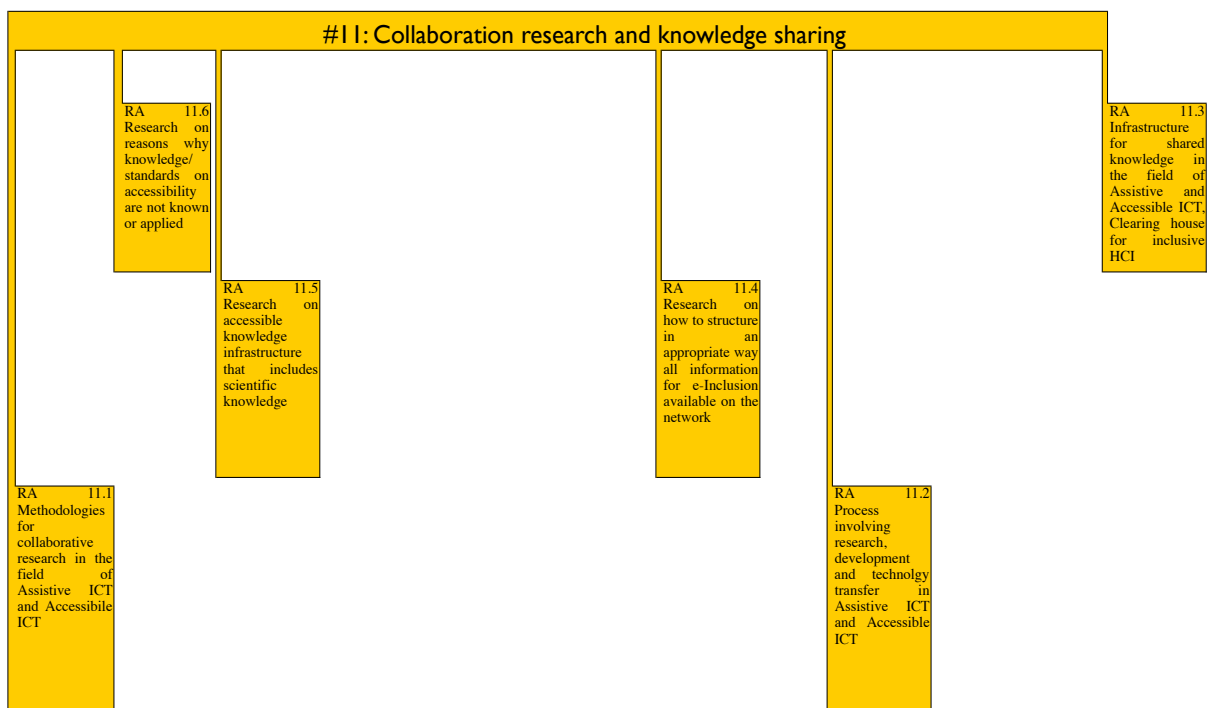 #11: Collaboration research and knowledge sharing
RA 11.6
Research on
reasons why
knowledge/
standards on
accessibility
are not known
or applied
RA 11.3
Infrastructure
for shared
knowledge in
the field of
Assistive and
Accessible ICT,
Clearing house
for inclusive
HCI
RA 11.5
Research on
accessible
knowledge
infrastructure
that includes
scientific
knowledge
RA 11.4
Research on
how to structure
in an
appropriate way
all information
for e-Inclusion
available on the
network
RA 11.1
Methodologies
for
collaborative
research in the
field of
Assistive ICT
and Accessibile
ICT
RA 11.2
Process
involving
research,
development
and technolgy
transfer in
Assistive ICT
and Accessible
ICT